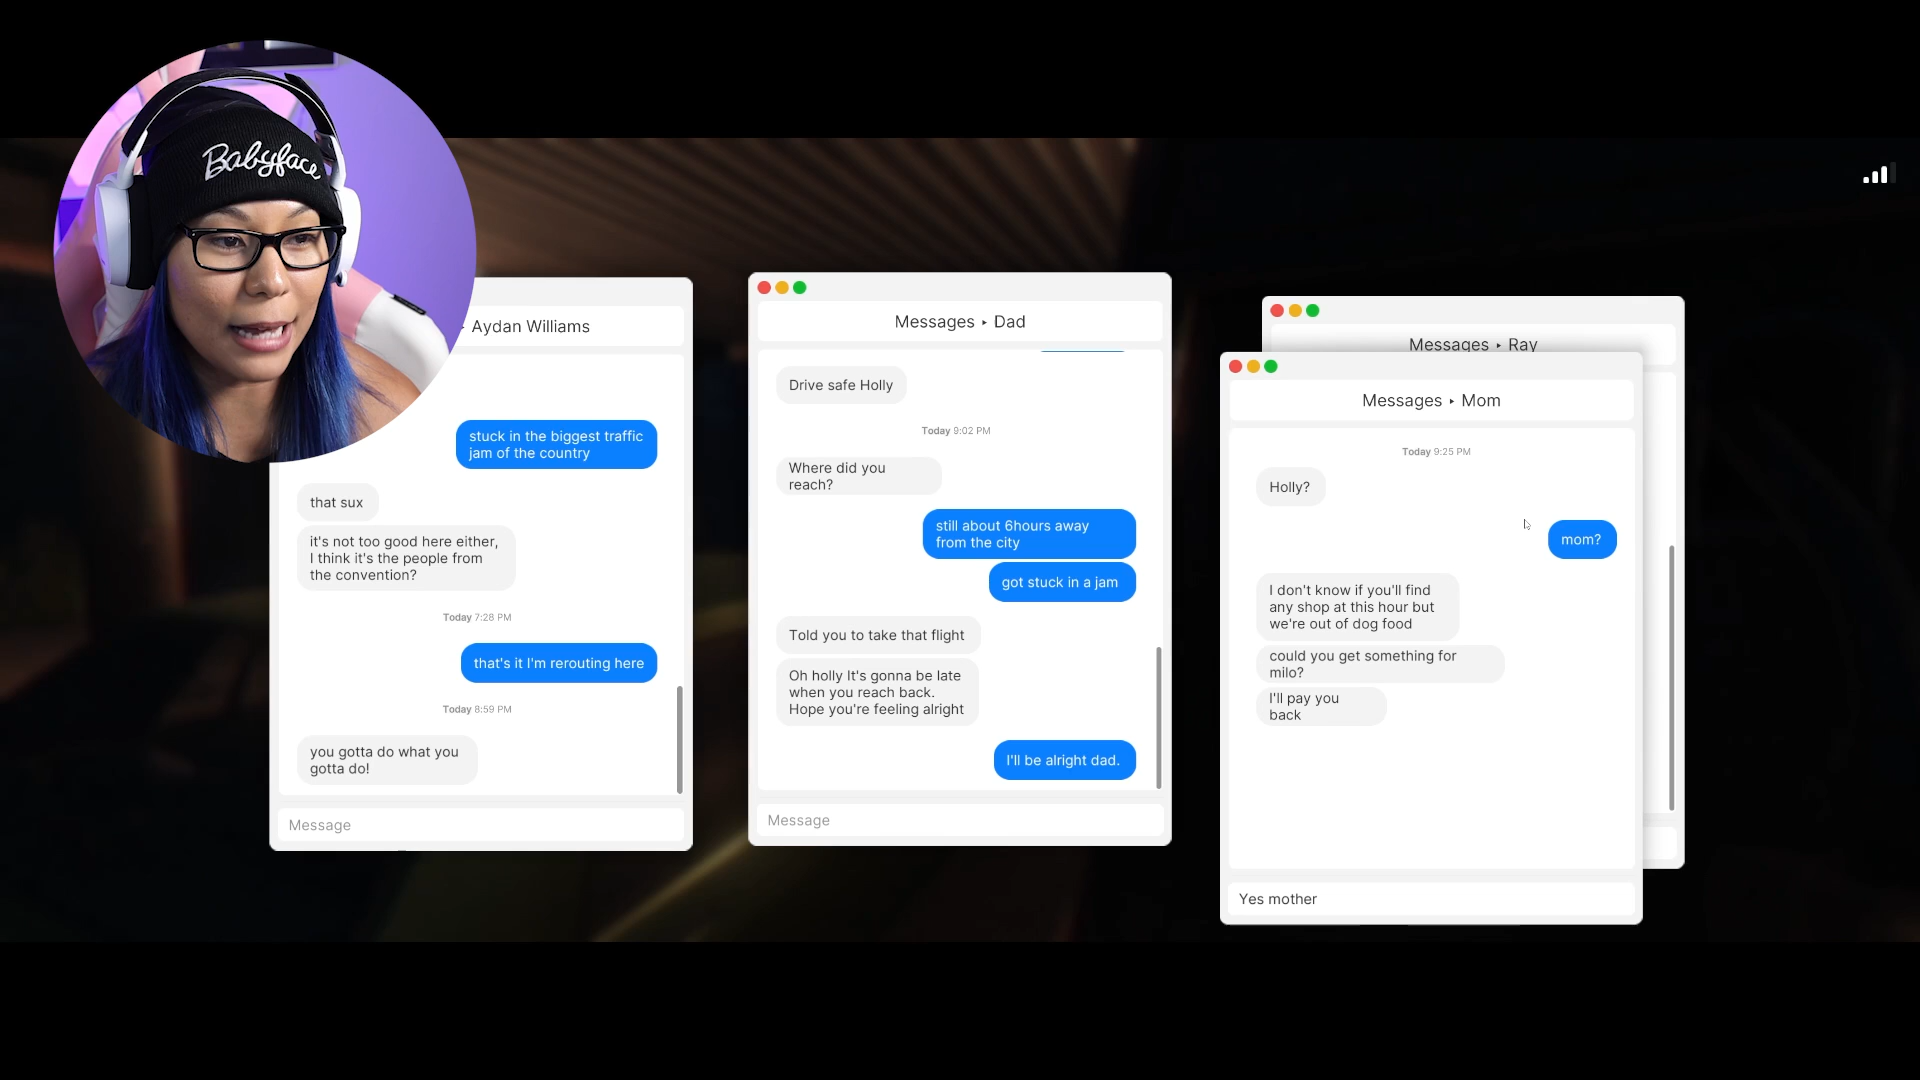 Babyface
Aydan Williams
stuck in the biggest traffic
jam of the country
that sux
it's not too good here either,
I think it's the people from
the convention?
Today 7:28 PM
that's it I'm rerouting here
Today 8:59 PM
you gotta do what you
gotta do!
Message
Messages ▸ Dad
Drive safe Holly
Today 9:02 PM
Where did you
reach?
still about 6hours away
from the city
got stuck in a jam
Told you to take that flight
Oh holly It's gonna be late
when you reach back.
Hope you're feeling alright
I'll be alright dad.
Message
Messages ▸ Ray
Messages ▸ Mom
Today 9:25 PM
Holly?
mom?
I don't know if you'll find
any shop at this hour but
we're out of dog food
could you get something for
milo?
I'll pay you
back
Yes mother